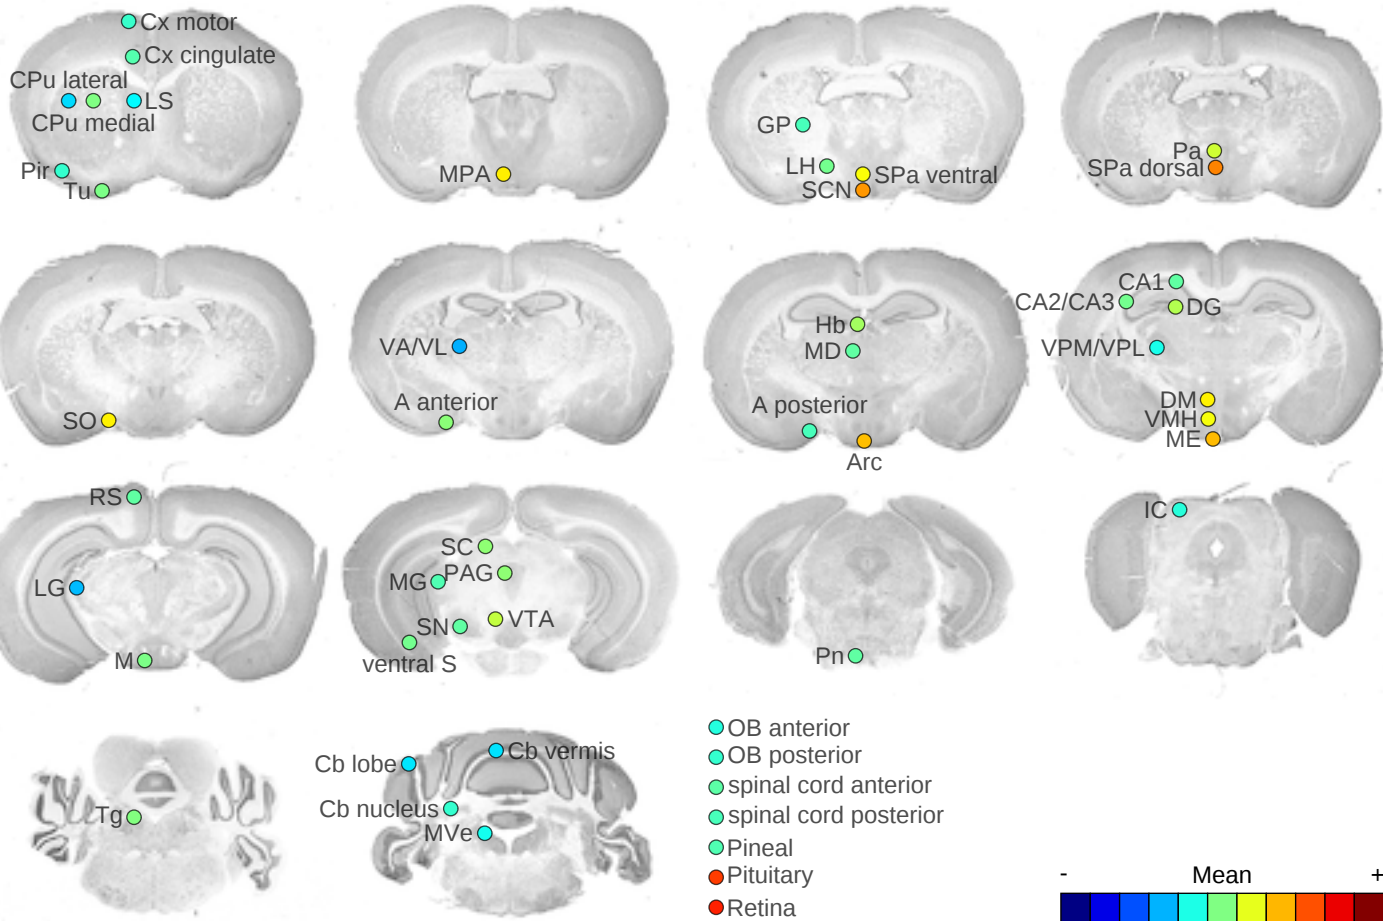 Cx motor
Cx cingulate
CPu lateral
LS
CPu medial
Pir
Tu
MPA
GP
LH
SPa ventral
SCN
Pa
SPa dorsal
SO
VA/VL
A anterior
Hb
MD
A posterior
Arc
CA1
CA2/CA3
DG
VPM/VPL
DM
VMH
ME
RS
LG
M
SC
PAG
MG
VTA
SN
ventral S
Pn
IC
Tg
Cb vermis
Cb lobe
Cb nucleus
MVe
OB anterior
OB posterior
spinal cord anterior
spinal cord posterior
Pineal
Pituitary
Retina
- Mean +